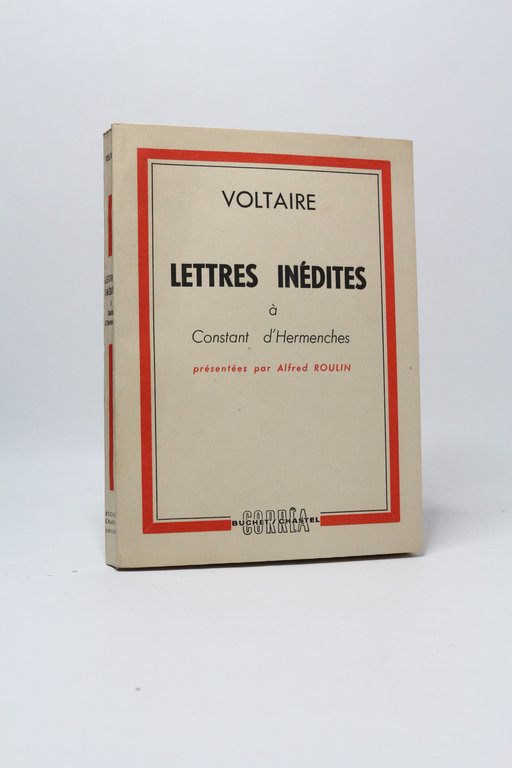 VOLTAIRE
LETTRES INÉDITES
à
Constant d'Hermenches
présentées par Alfred ROULIN
CORRÊA
BUCHET/CHASTEL